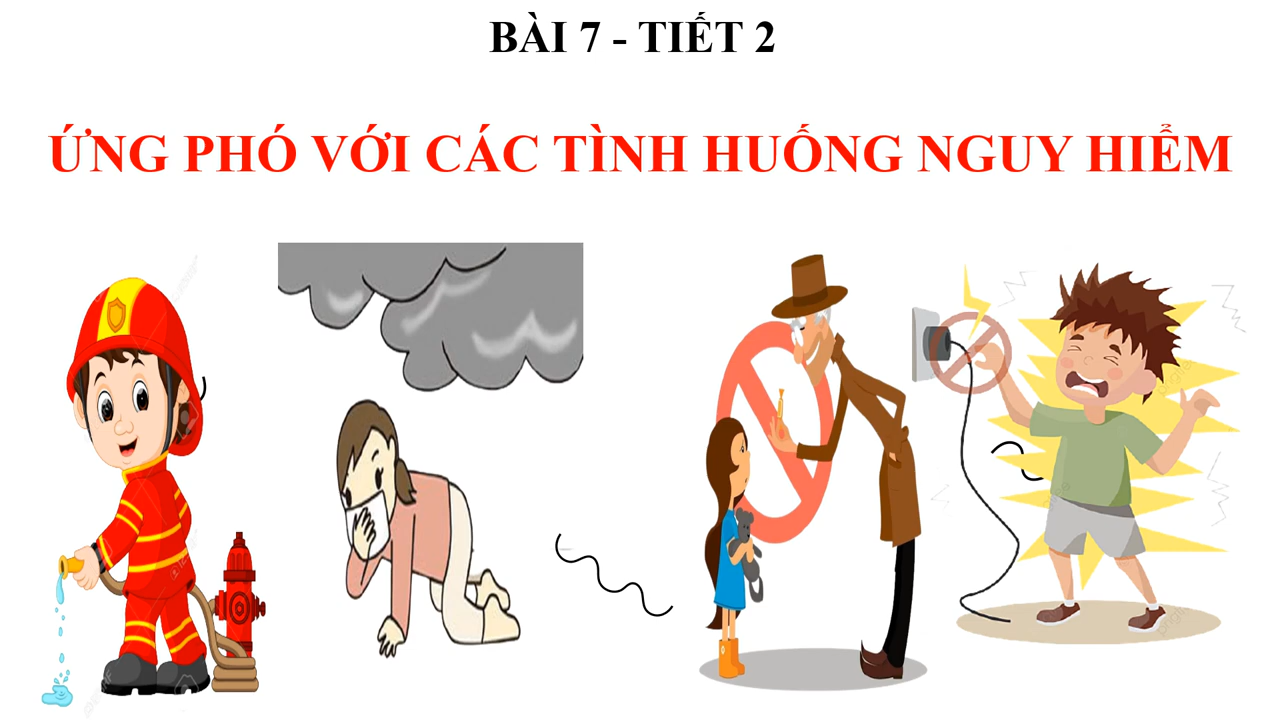 BÀI 7 - TIẾT 2
ỨNG PHÓ VỚI CÁC TÌNH HUỐNG NGUY HIỂM